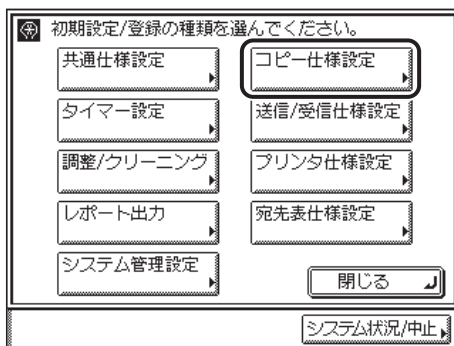 初期設定/登録の種類を選んでください。
共通仕様設定
コピー仕様設定
タイマー設定
送信/受信仕様設定
調整/クリーニング
プリンタ仕様設定
レポート出力
宛先表仕様設定
システム管理設定
閉じる
システム状況/中止